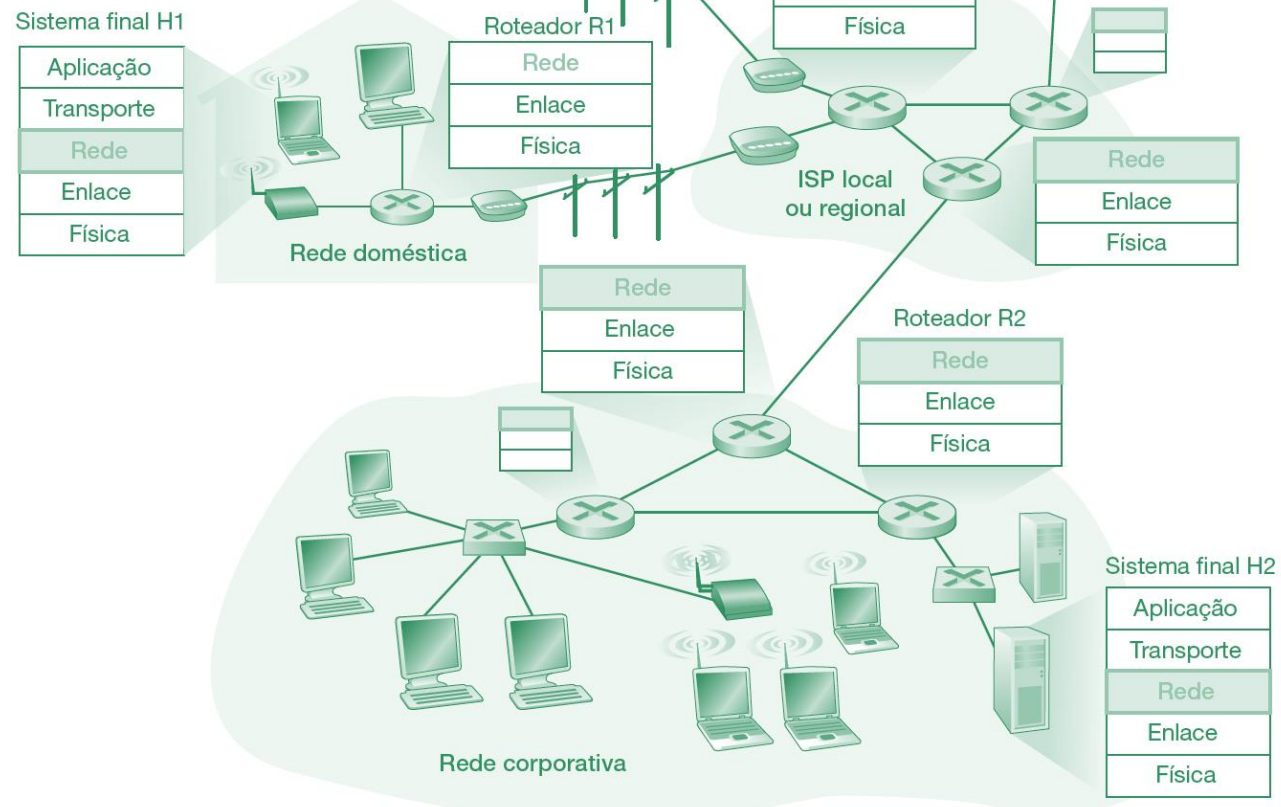 Sistema final H1
Aplicação
Transporte
Rede
Enlace
Física
Roteador R1
Rede
Enlace
Física
Física
Rede doméstica
ISP local
ou regional
Rede
Enlace
Física
Rede
Enlace
Física
Roteador R2
Rede
Enlace
Física
Sistema final H2
Aplicação
Transporte
Rede
Enlace
Física
Rede corporativa